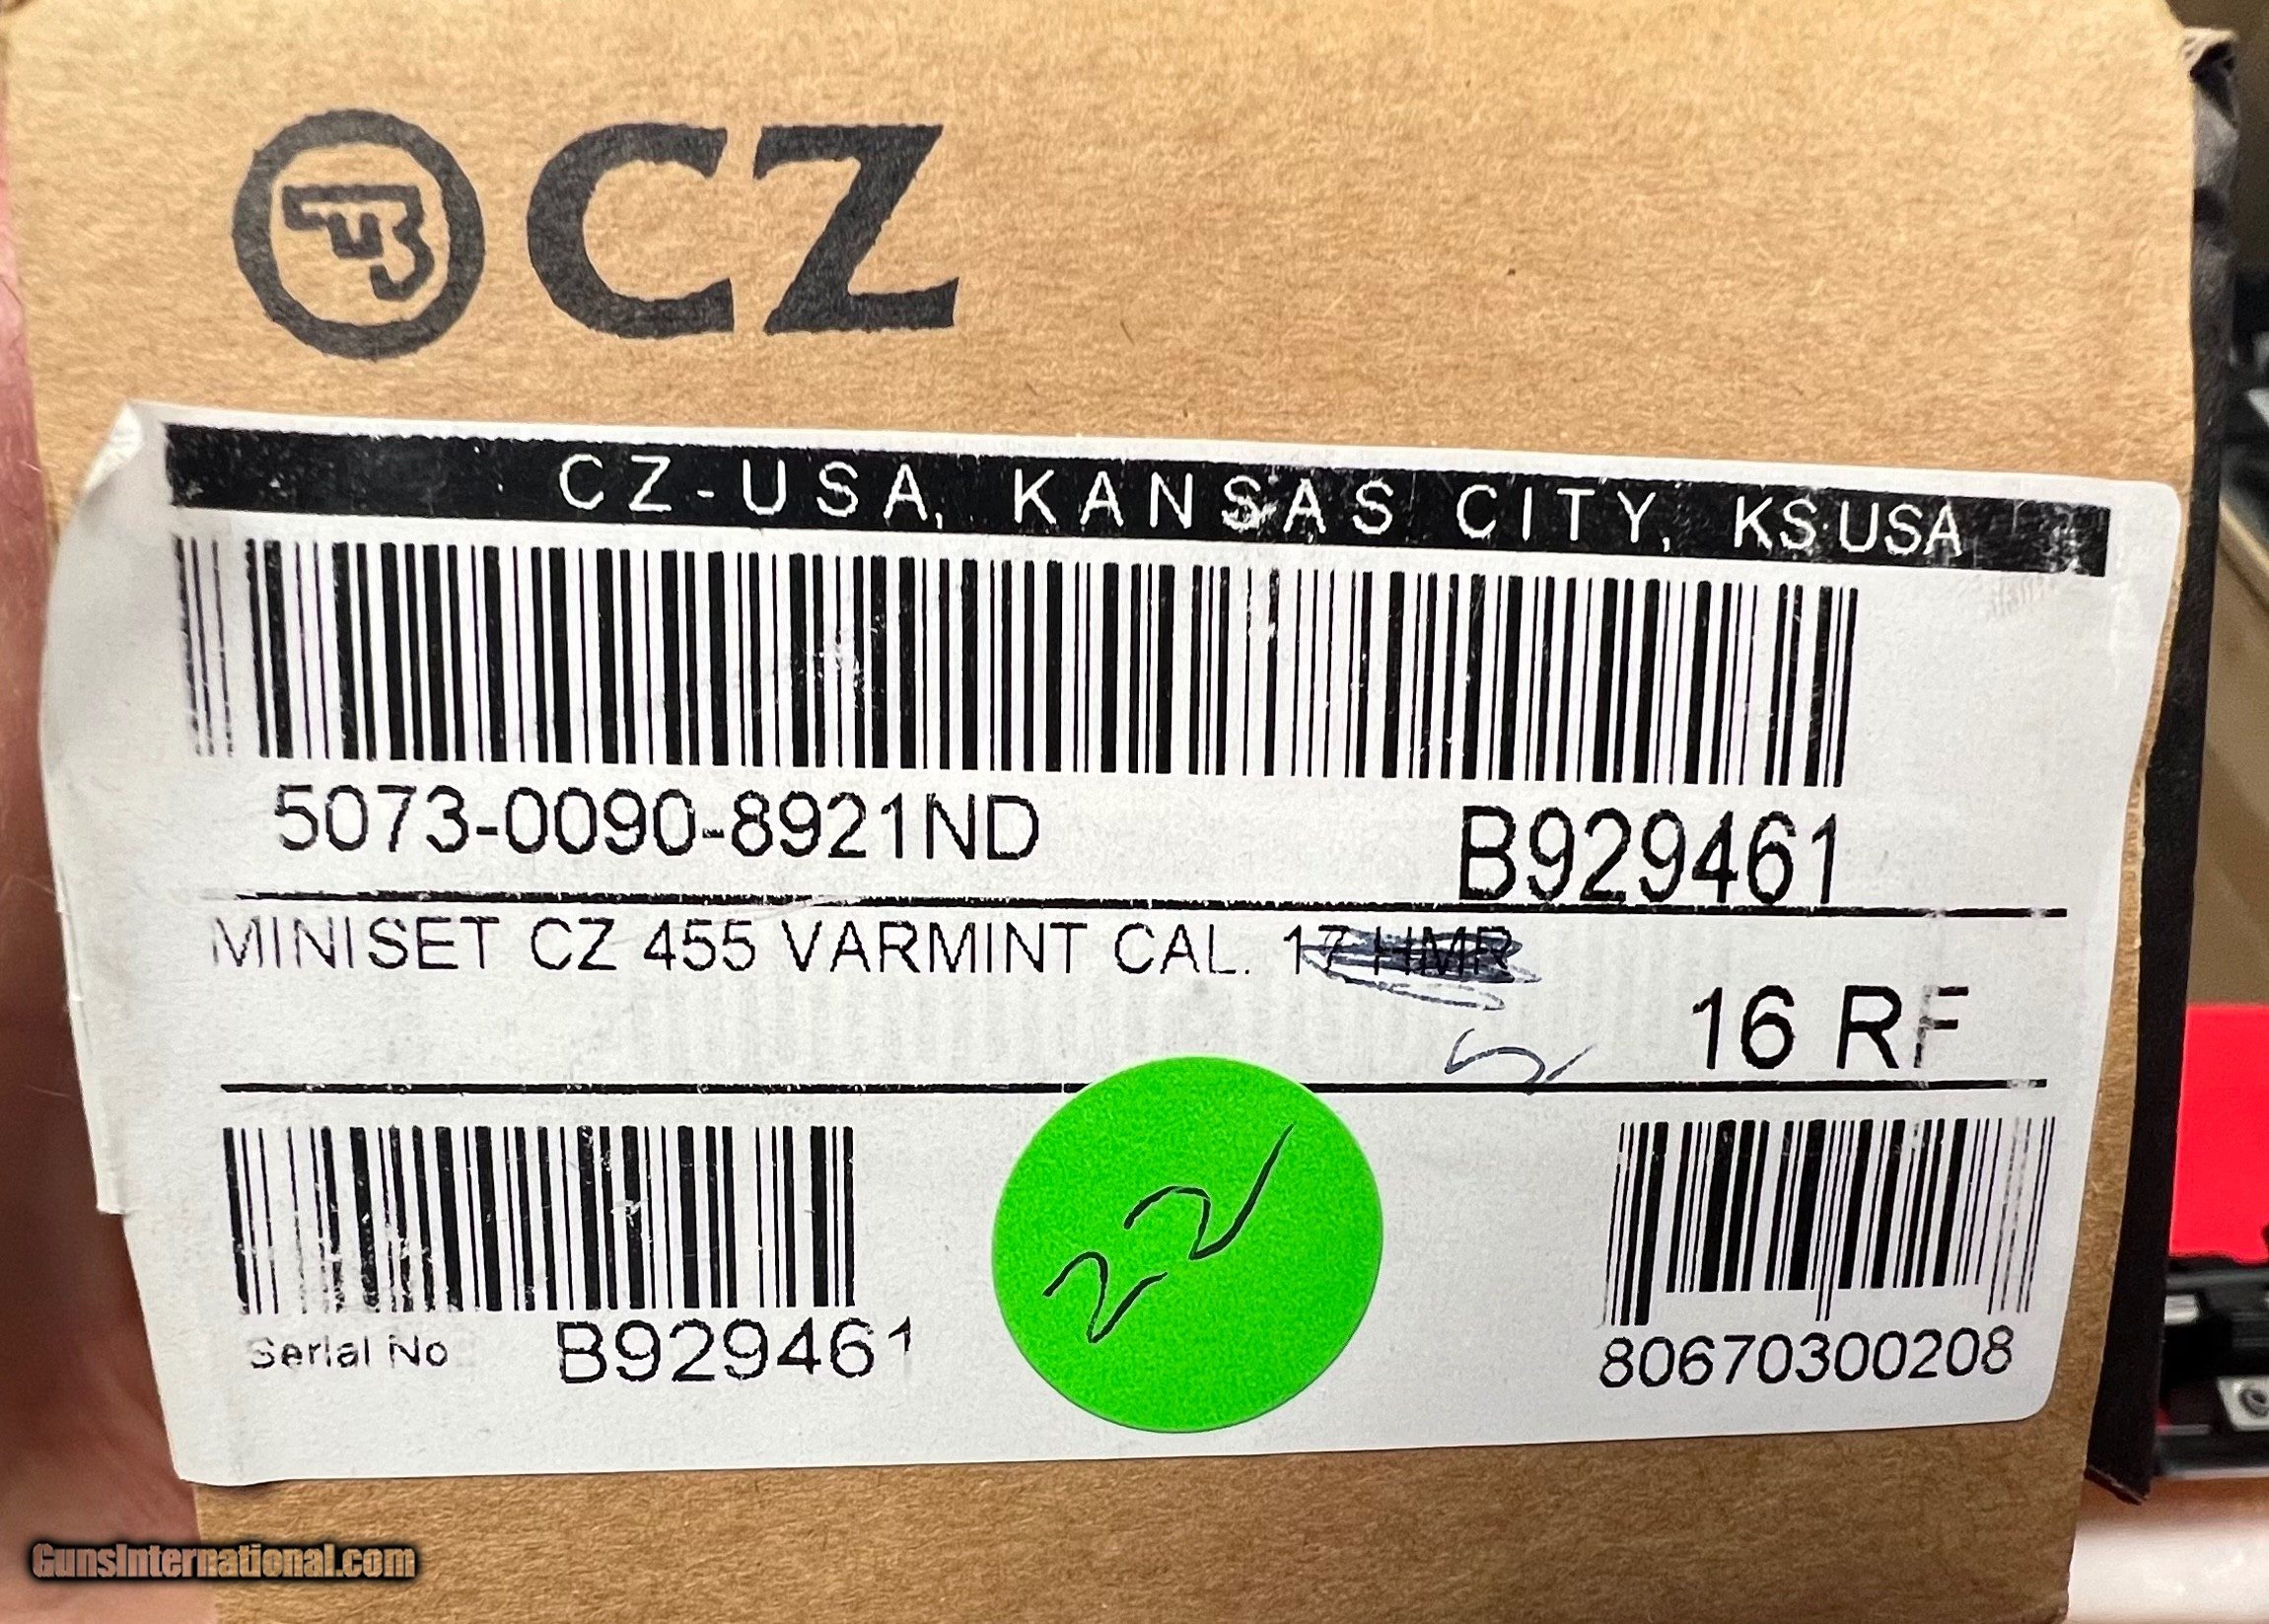 CZ
CZ-USA, KANSAS CITY, KS USA
5073-0090-8921ND B929461
MINISET CZ 455 VARMINT CAL. 17 HMR
16 RF
22
Serial No B929461
80670300208
GunsInternational.com